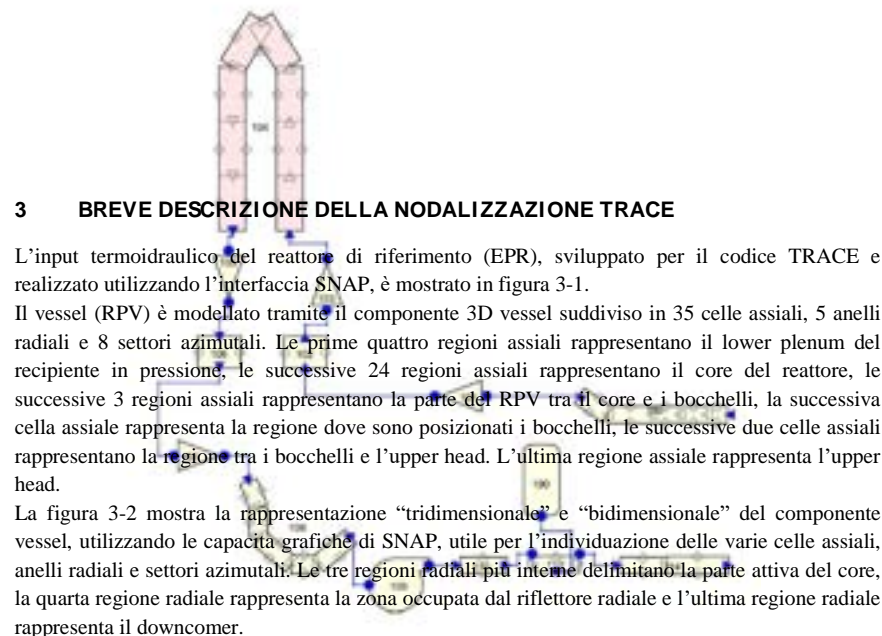 3 BREVE DESCRIZIONE DELLA NODALIZZAZIONE TRACE
L'input termoidraulico del reattore di riferimento (EPR), sviluppato per il codice TRACE e
realizzato utilizzando l'interfaccia SNAP, è mostrato in figura 3-1.
Il vessel (RPV) è modellato tramite il componente 3D vessel suddiviso in 35 celle assiali, 5 anelli
radiali e 8 settori azimutali. Le prime quattro regioni assiali rappresentano il lower plenum del
recipiente in pressione, le successive 24 regioni assiali rappresentano il core del reattore, le
successive 3 regioni assiali rappresentano la parte del RPV tra il core e i bocchelli, la successiva
cella assiale rappresenta la regione dove sono posizionati i bocchelli, le successive due celle assiali
rappresentano la regione tra i bocchelli e l'upper head. L'ultima regione assiale rappresenta l'upper
head.
La figura 3-2 mostra la rappresentazione "tridimensionale" e "bidimensionale" del componente
vessel, utilizzando le capacità grafiche di SNAP, utile per l'individuazione delle varie celle assiali,
anelli radiali e settori azimutali. Le tre regioni radiali più interne delimitano la parte attiva del core,
la quarta regione radiale rappresenta la zona occupata dal riflettore radiale e l'ultima regione radiale
rappresenta il downcomer.